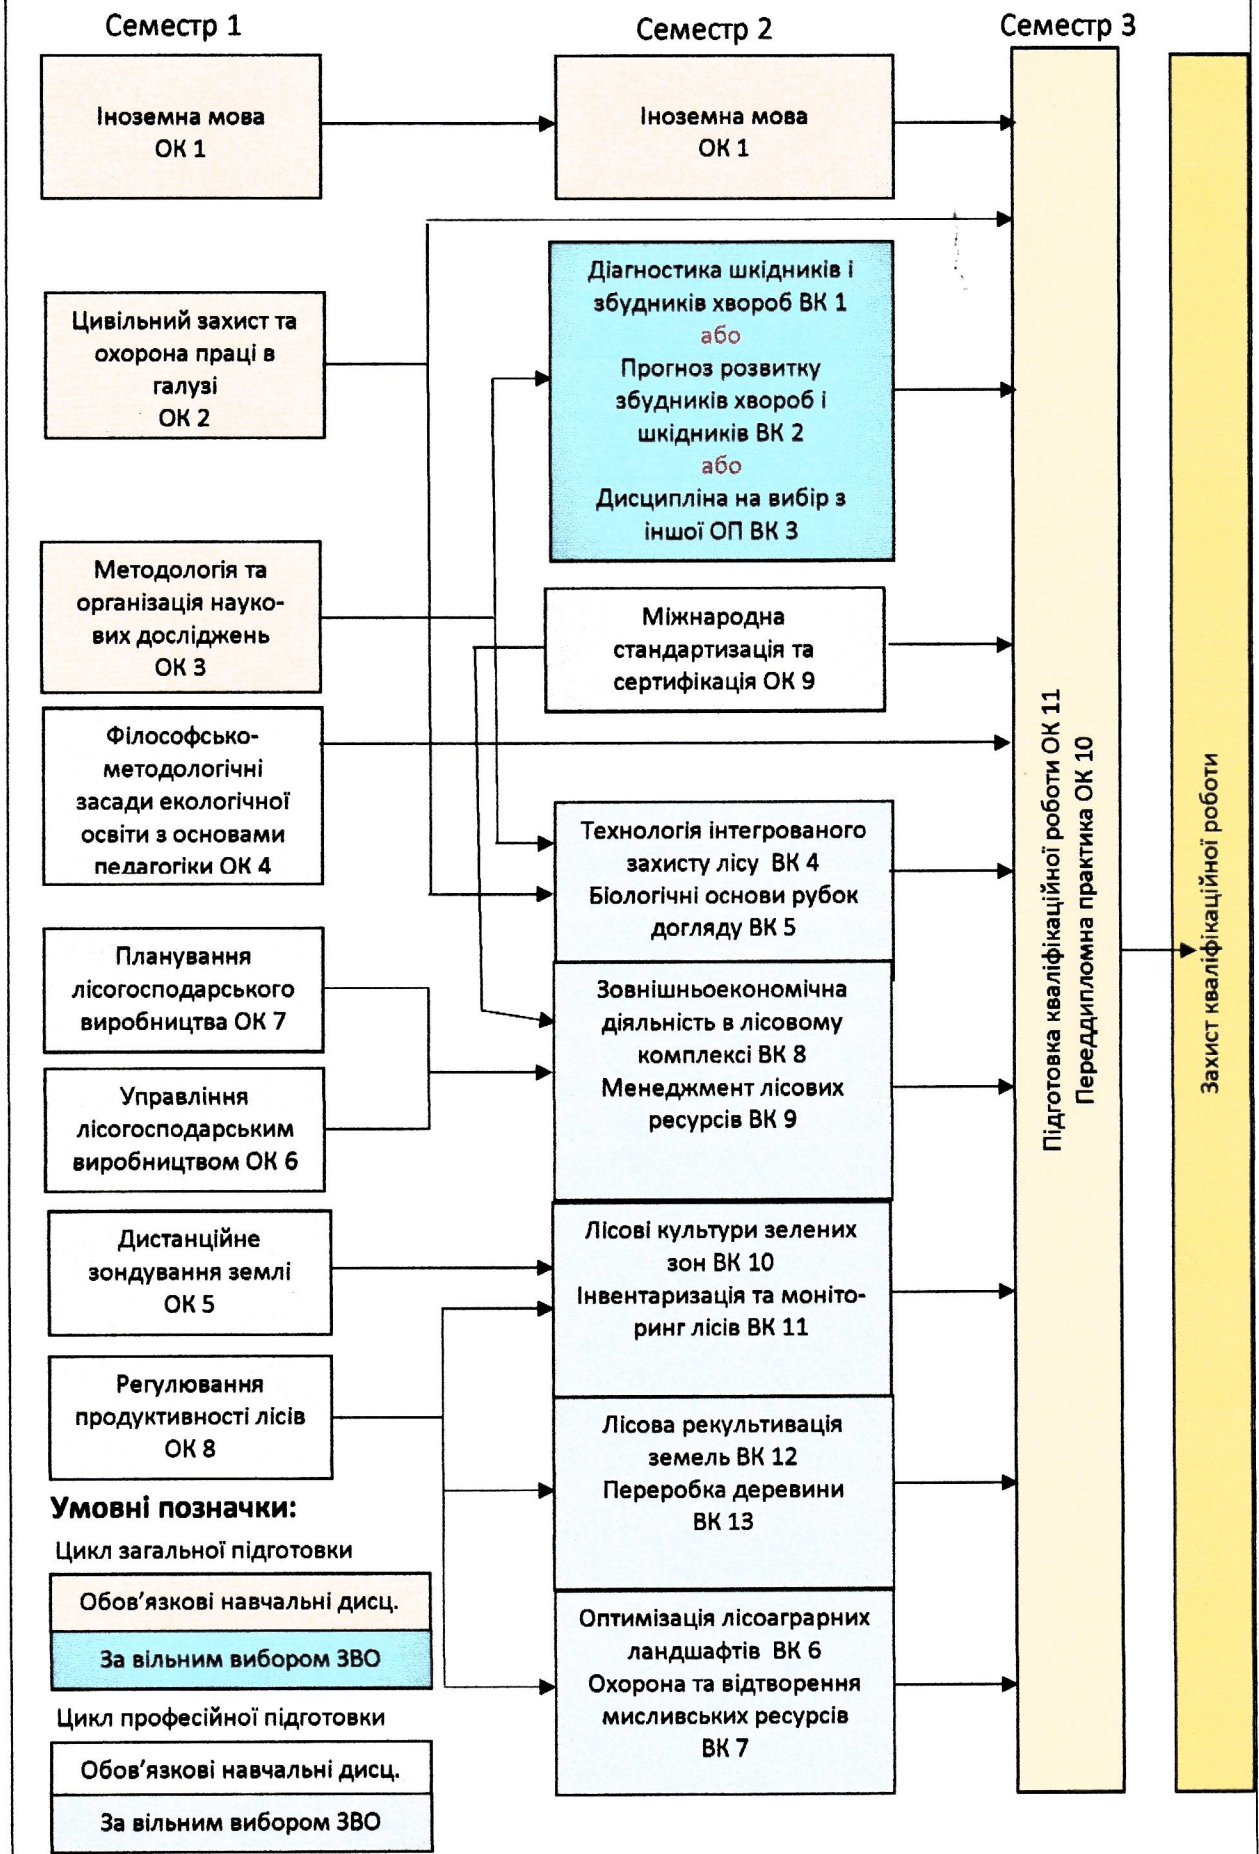 Семестр 1
Семестр 2
Семестр 3
Іноземна мова
ОК 1
Іноземна мова
ОК 1
Цивільний захист та
охорона праці в
галузі
ОК 2
Діагностика шкідників і
збудників хвороб ВК 1
або
Прогноз розвитку
збудників хвороб і
шкідників ВК 2
або
Дисципліна на вибір з
іншої ОП ВК 3
Методологія та
організація науко-
вих досліджень
ОК 3
Міжнародна
стандартизація та
сертифікація ОК 9
Філософсько-
методологічні
засади екологічної
освіти з основами
педагогіки ОК 4
Технологія інтегрованого
захисту лісу ВК 4
Біологічні основи рубок
догляду ВК 5
Планування
лісогосподарського
виробництва ОК 7
Зовнішньоекономічна
діяльність в лісовому
комплексі ВК 8
Менеджмент лісових
ресурсів ВК 9
Управління
лісогосподарським
виробництвом ОК 6
Дистанційне
зондування землі
ОК 5
Лісові культури зелених
зон ВК 10
Інвентаризація та моніто-
ринг лісів ВК 11
Регулювання
продуктивності лісів
ОК 8
Лісова рекультивація
земель ВК 12
Переробка деревини
ВК 13
Оптимізація лісоаграрних
ландшафтів ВК 6
Охорона та відтворення
мисливських ресурсів
ВК 7
Підготовка кваліфікаційної роботи ОК 11
Переддипломна практика ОК 10
Захист кваліфікаційної роботи
Умовні позначки:
Цикл загальної підготовки
Обов’язкові навчальні дисц.
За вільним вибором ЗВО
Цикл професійної підготовки
Обов’язкові навчальні дисц.
За вільним вибором ЗВО